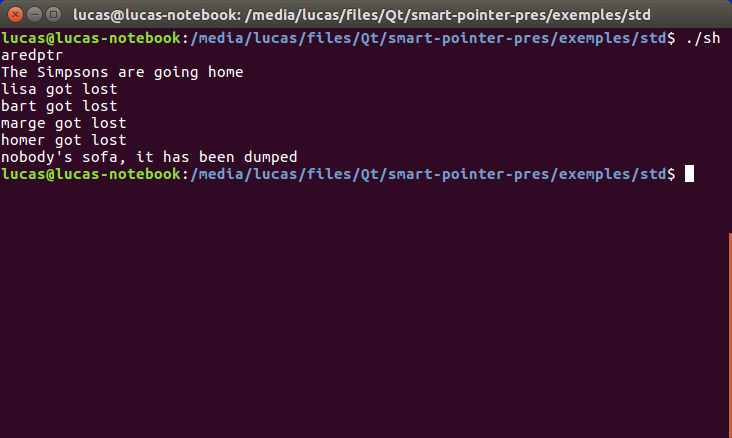 lucas@lucas-notebook: /media/lucas/files/Qt/smart-pointer-pres/exemples/std
lucas@lucas-notebook:/media/lucas/files/Qt/smart-pointer-pres/exemples/std$ ./sh
aredptr
The Simpsons are going home
lisa got lost
bart got lost
marge got lost
homer got lost
nobody's sofa, it has been dumped
lucas@lucas-notebook:/media/lucas/files/Qt/smart-pointer-pres/exemples/std$